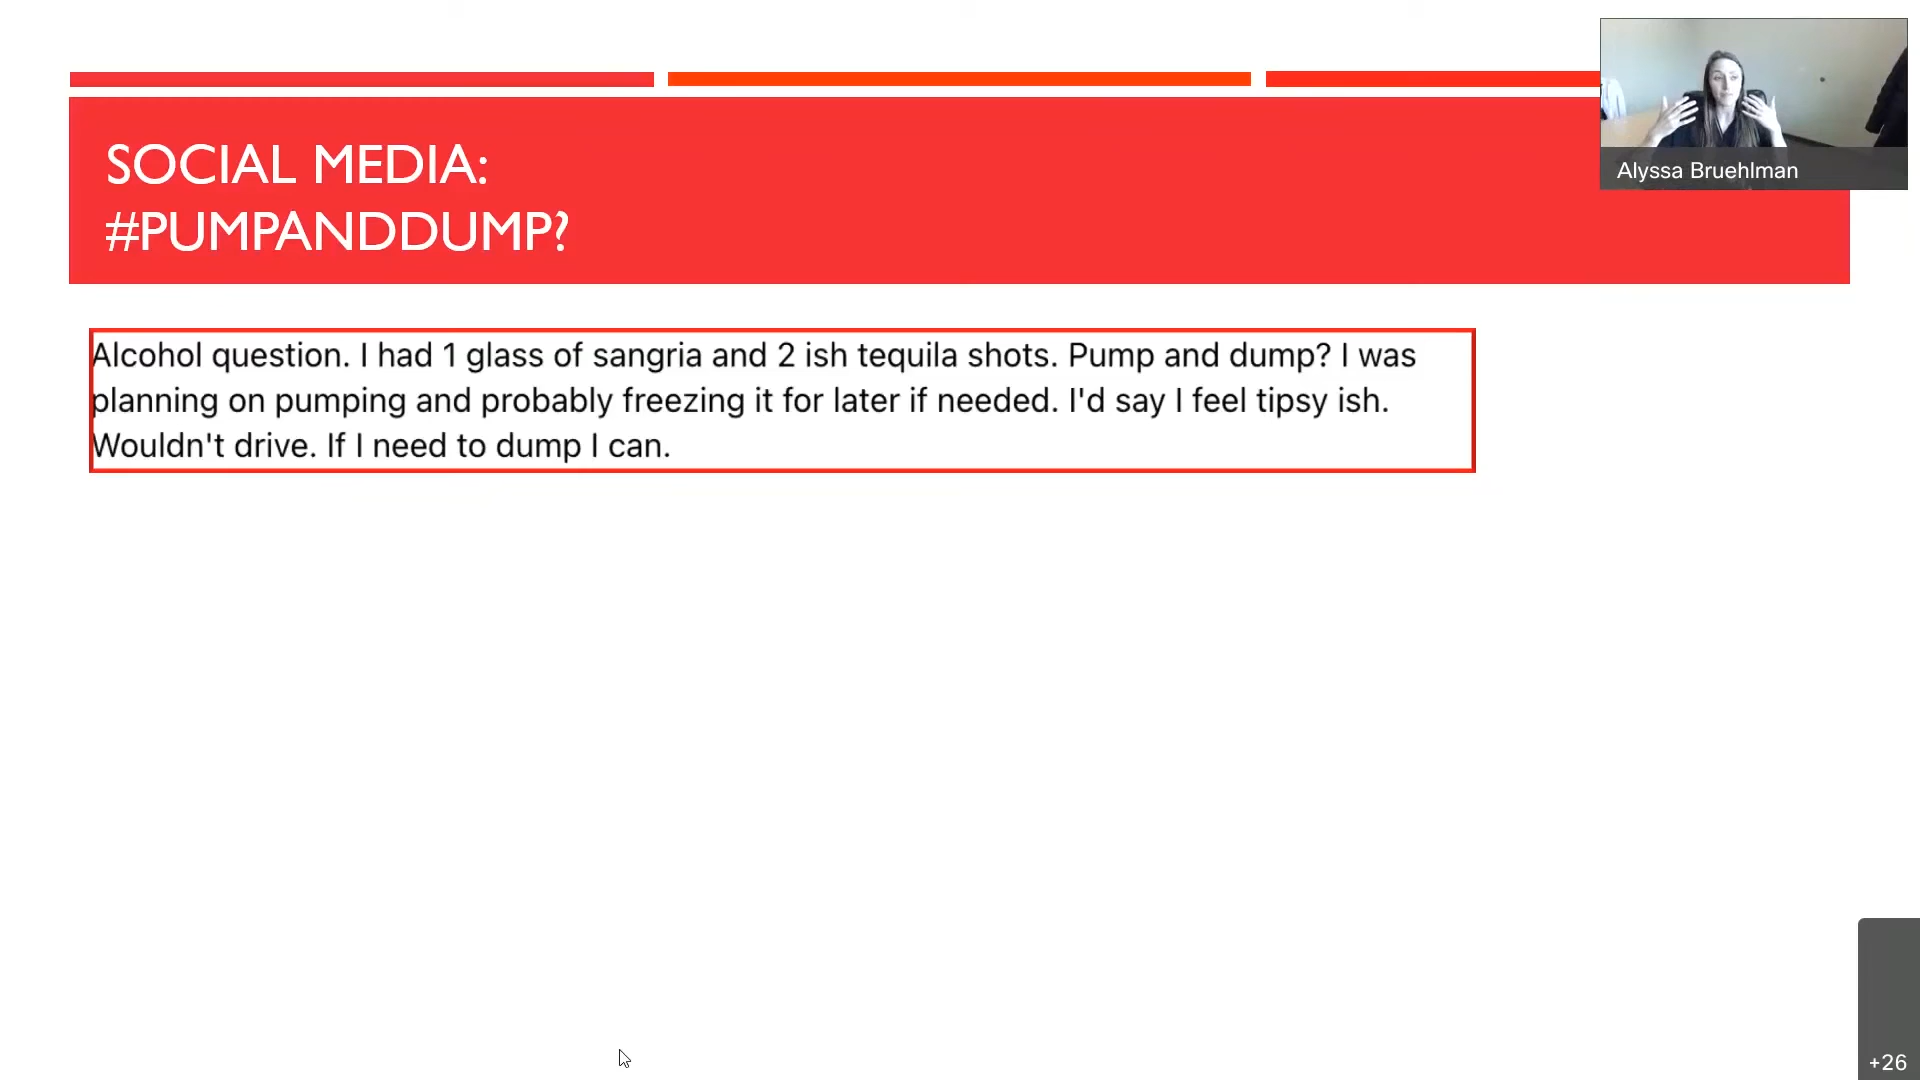 SOCIAL MEDIA:
#PUMPANDDUMP?
Alyssa Bruehlman
Alcohol question. I had 1 glass of sangria and 2 ish tequila shots. Pump and dump? I was
planning on pumping and probably freezing it for later if needed. I'd say I feel tipsy ish.
Wouldn't drive. If I need to dump I can.
+26